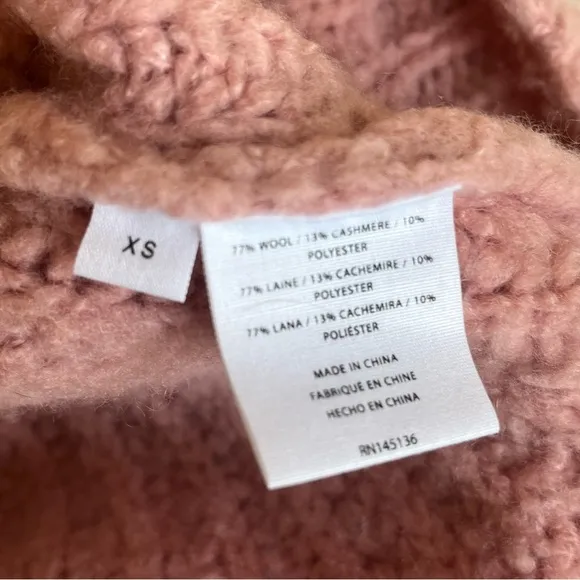 XS
77% WOOL / 13% CASHMERE / 10%
POLYESTER
77% LAINE / 13% CACHEMIRE / 10%
POLYESTER
77% LANA / 13% CACHEMIRA / 10%
POLIÉSTER
MADE IN CHINA
FABRIQUÉ EN CHINE
HECHO EN CHINA
RN145136